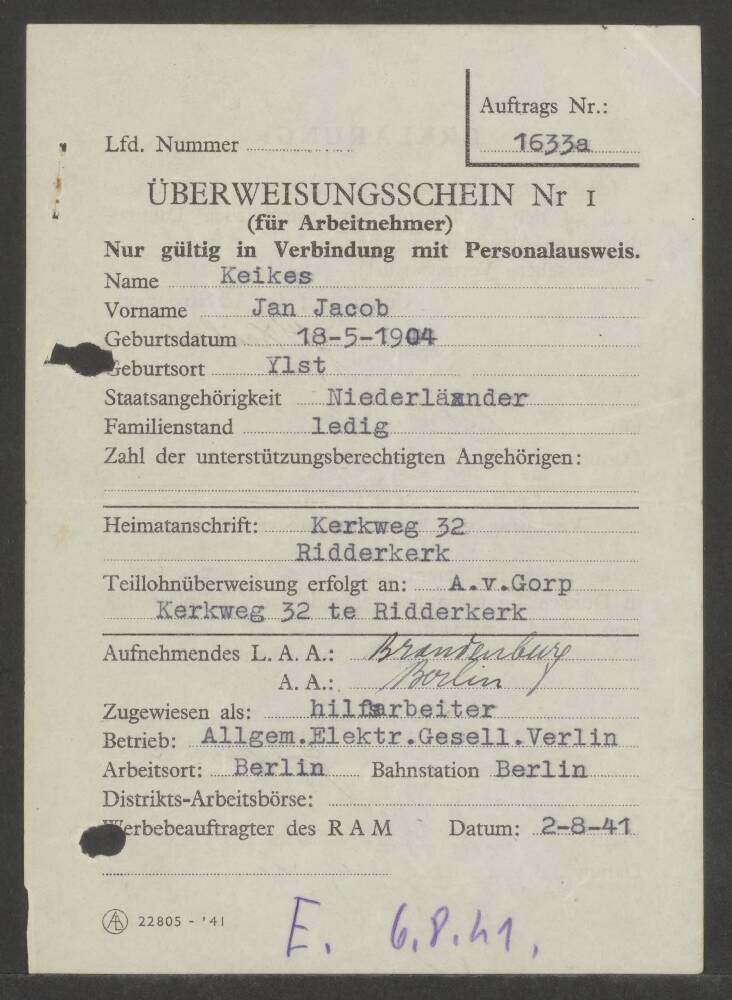 Auftrags Nr.:
Lfd. Nummer
1633a
ÜBERWEISUNGSSCHEIN Nr 1
(für Arbeitnehmer)
Nur gültig in Verbindung mit Personalausweis.
Name Keikes
Vorname Jan Jacob
Geburtsdatum 18-5-1904
Geburtsort Ylst
Staatsangehörigkeit Niederläander
Familienstand ledig
Zahl der unterstützungsberechtigten Angehörigen:
Heimatanschrift: Kerkweg 32
Ridderkerk
Teillohnüberweisung erfolgt an: A.v.Gorp
Kerkweg 32 te Ridderkerk
Aufnehmendes L. A. A.: Brandenburg
A. A.: Berlin
Zugewiesen als: hilfsarbeiter
Betrieb: Allgem.Elektr.Gesell.Verlin
Arbeitsort: Berlin Bahnstation Berlin
Distrikts-Arbeitsbörse:
Werbebeauftragter des R A M Datum: 2-8-41
AL 22805 - '41
E. 6.8.41.